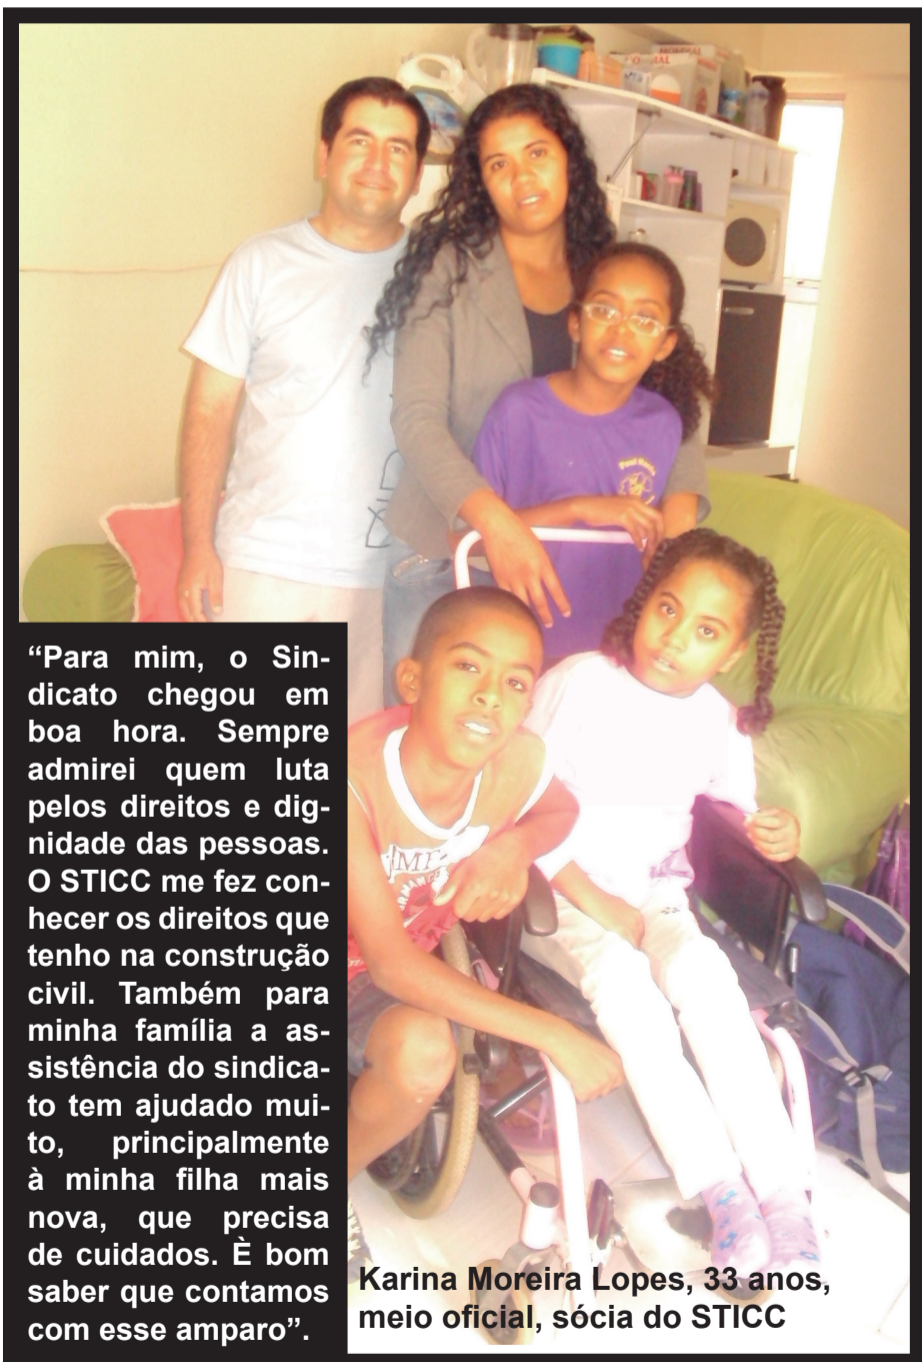 “Para mim, o Sin-
dicato chegou em
boa hora. Sempre
admirei quem luta
pelos direitos e dig-
nidade das pessoas.
O STICC me fez con-
hecer os direitos que
tenho na construção
civil. Também para
minha família a as-
sistência do sindica-
to tem ajudado mui-
to, principalmente
à minha filha mais
nova, que precisa
de cuidados. È bom
saber que contamos
com esse amparo”.
Karina Moreira Lopes, 33 anos,
meio oficial, sócia do STICC